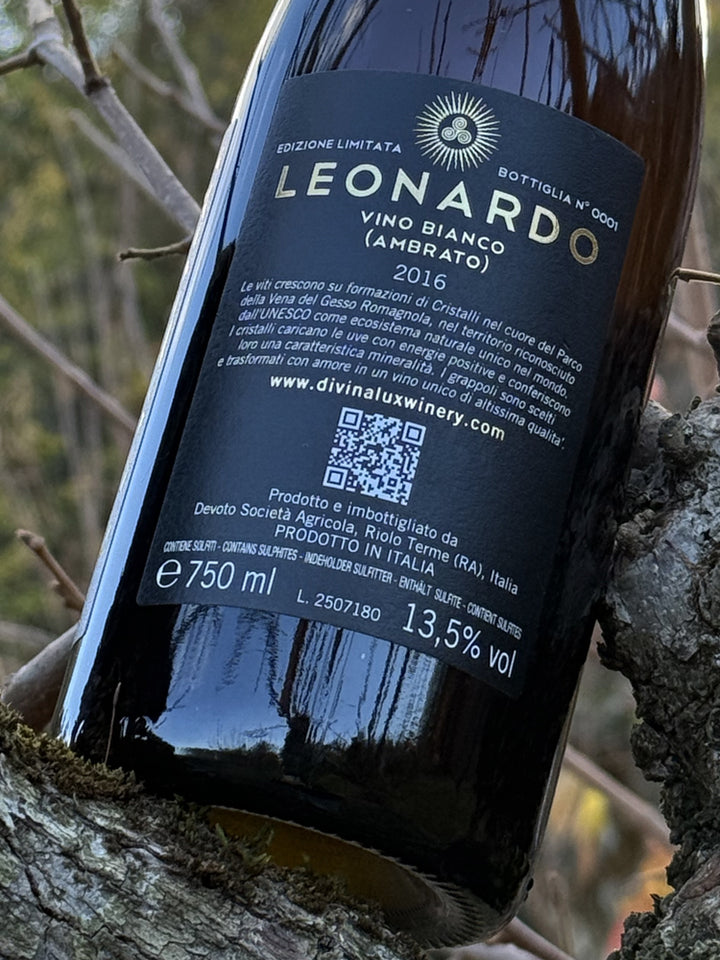 EDIZIONE LIMITATA
BOTTIGLIA N° 0001
LEONARDO
VINO BIANCO
(AMBRATO)
2016
Le viti crescono su formazioni di Cristalli nel cuore del Parco
della Vena del Gesso Romagnola, nel territorio riconosciuto
dall'UNESCO come ecosistema naturale unico nel mondo.
I cristalli caricano le uve con energie positive e conferiscono
loro una caratteristica mineralità. I grappoli sono scelti
e trasformati con amore in un vino unico di altissima qualita'.
www.divinaluxwinery.com
Prodotto e imbottigliato da
Devoto Società Agricola, Riolo Terme (RA), Italia
PRODOTTO IN ITALIA
CONTIENE SOLFITI - CONTAINS SULPHITES - INDEHOLDER SULFITTER - ENTHÄLT SULFITE - CONTIENT SULFITES
℮ 750 ml
L. 2507180
13,5% vol